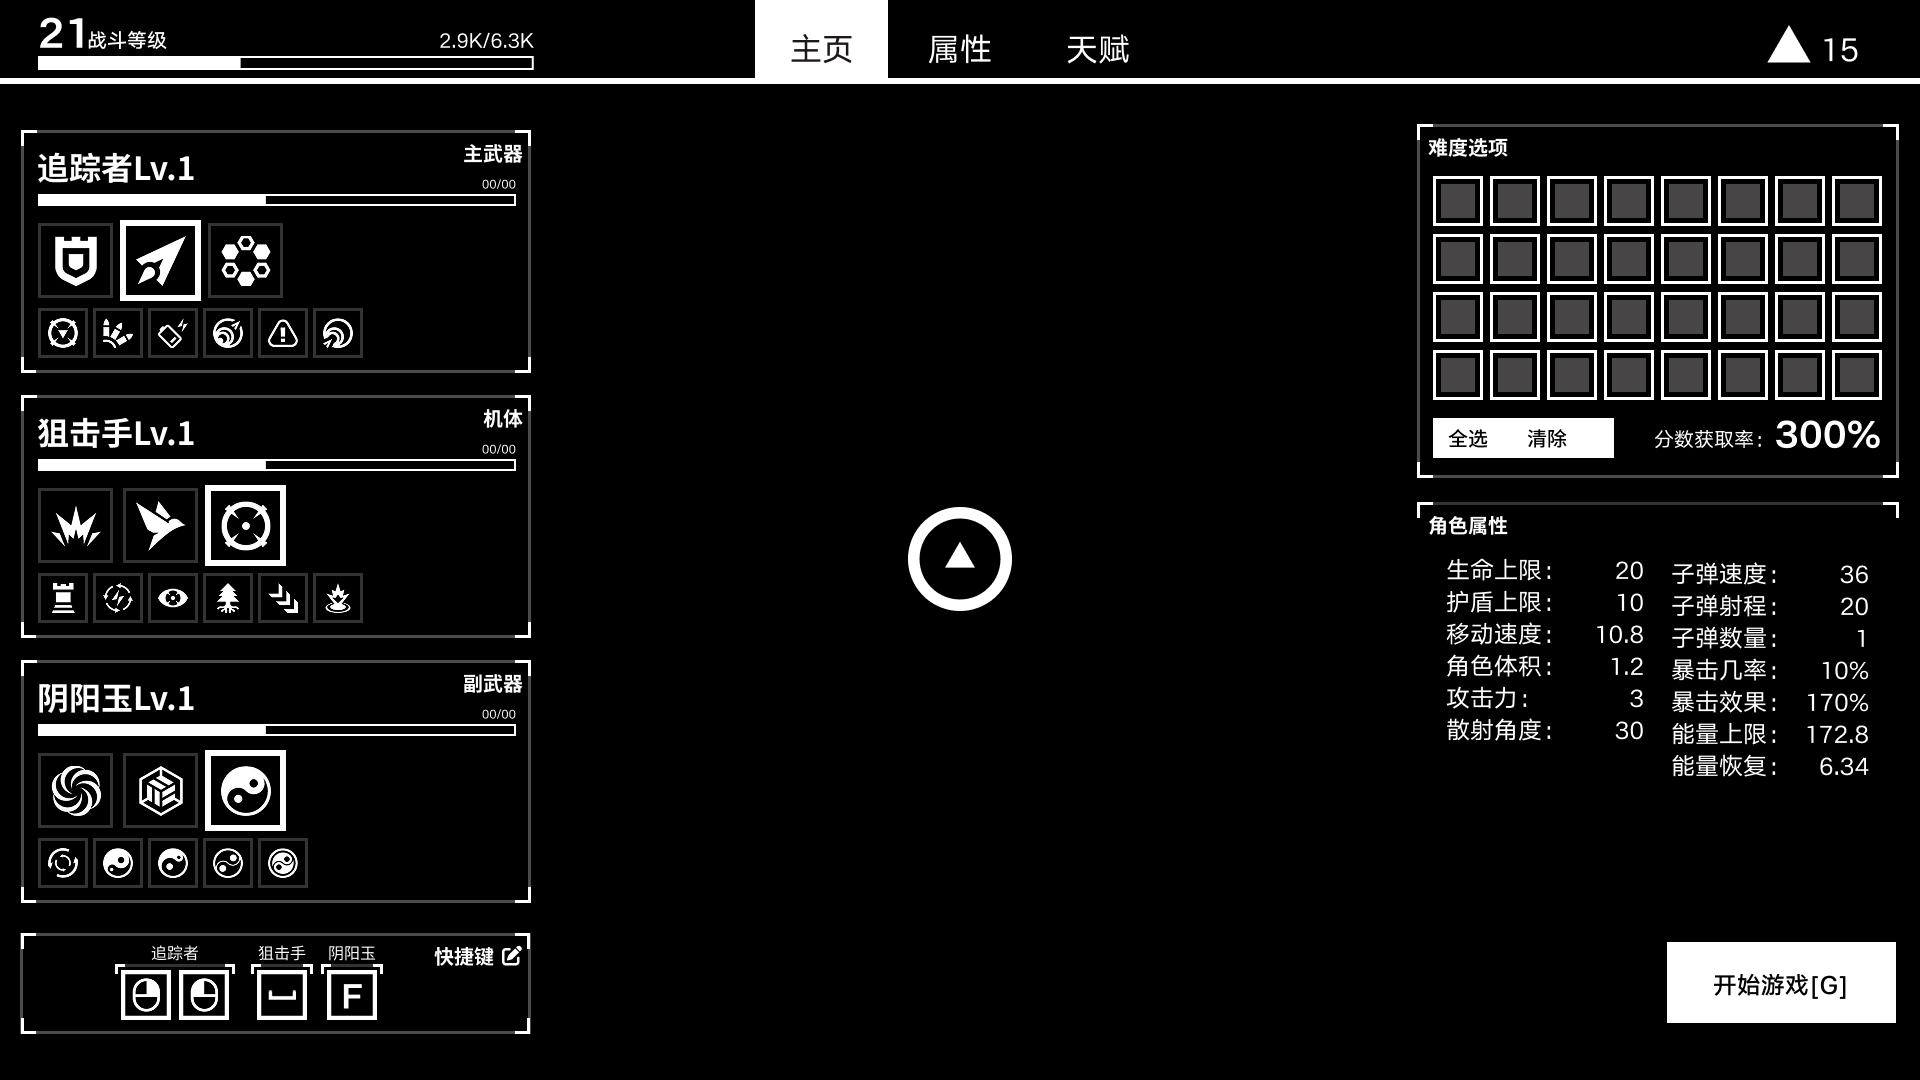 21战斗等级
2.9K/6.3K
主页
属性
天赋
15
追踪者Lv.1
主武器
00/00
狙击手Lv.1
机体
00/00
阴阳玉Lv.1
副武器
00/00
追踪者
狙击手
阴阳玉
快捷键
F
难度选项
全选
清除
分数获取率: 300%
角色属性
生命上限: 20
护盾上限: 10
移动速度: 10.8
角色体积: 1.2
攻击力: 3
散射角度: 30
子弹速度: 36
子弹射程: 20
子弹数量: 1
暴击几率: 10%
暴击效果: 170%
能量上限: 172.8
能量恢复: 6.34
开始游戏[G]